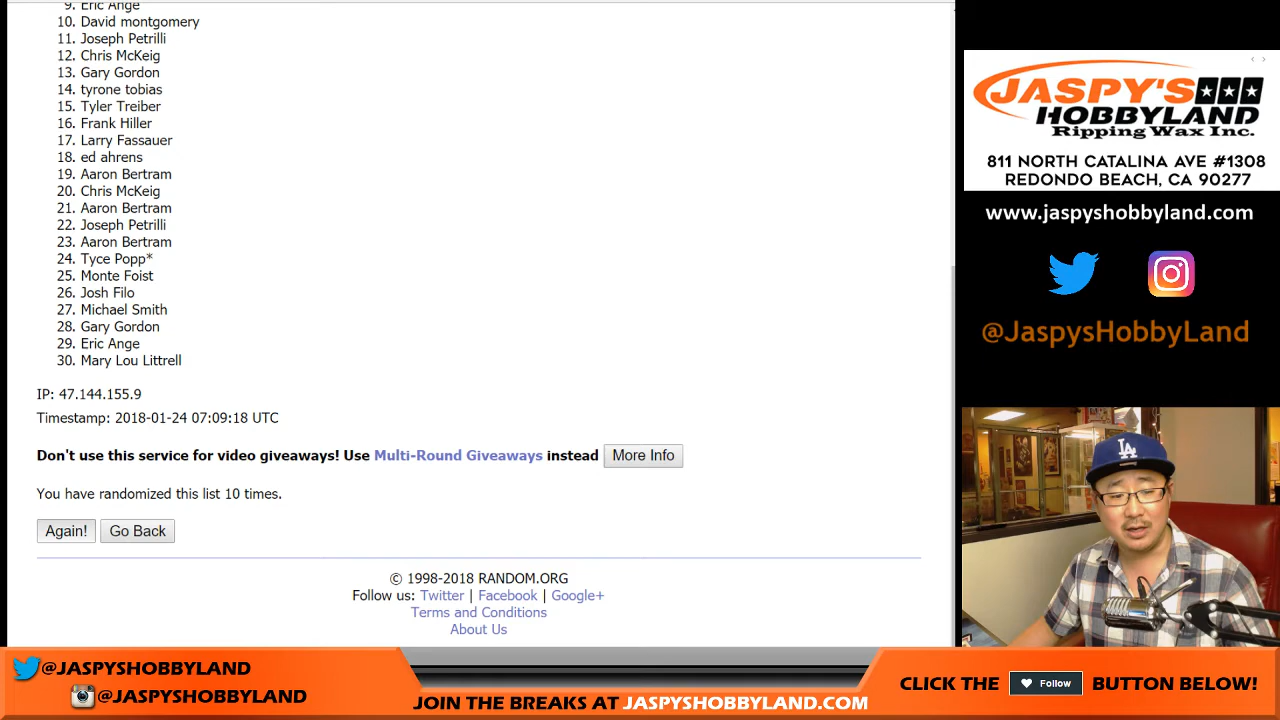 9. Eric Ange
10. David montgomery
11. Joseph Petrilli
12. Chris McKeig
13. Gary Gordon
14. tyrone tobias
15. Tyler Treiber
16. Frank Hiller
17. Larry Fassauer
18. ed ahrens
19. Aaron Bertram
20. Chris McKeig
21. Aaron Bertram
22. Joseph Petrilli
23. Aaron Bertram
24. Tyce Popp*
25. Monte Foist
26. Josh Filo
27. Michael Smith
28. Gary Gordon
29. Eric Ange
30. Mary Lou Littrell
IP: 47.144.155.9
Timestamp: 2018-01-24 07:09:18 UTC
Don't use this service for video giveaways! Use Multi-Round Giveaways instead More Info
You have randomized this list 10 times.
Again! Go Back
© 1998-2018 RANDOM.ORG
Follow us: Twitter | Facebook | Google+
Terms and Conditions
About Us
JASPY'S
HOBBYLAND
Ripping Wax Inc.
811 NORTH CATALINA AVE #1308
REDONDO BEACH, CA 90277
www.jaspyshobbyland.com
@JaspysHobbyLand
LA
@JASPYSHOBBYLAND
@JASPYSHOBBYLAND
JOIN THE BREAKS AT JASPYSHOBBYLAND.COM
CLICK THE Follow BUTTON BELOW!